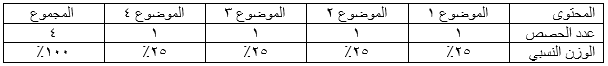 المحتوى الموضوع ١ الموضوع ٢ الموضوع ٣ الموضوع ٤ المجموع
عدد الحصص ١ ١ ١ ١ ٤
الوزن النسبي ٢٥٪ ٢٥٪ ٢٥٪ ٢٥٪ ١٠٠٪